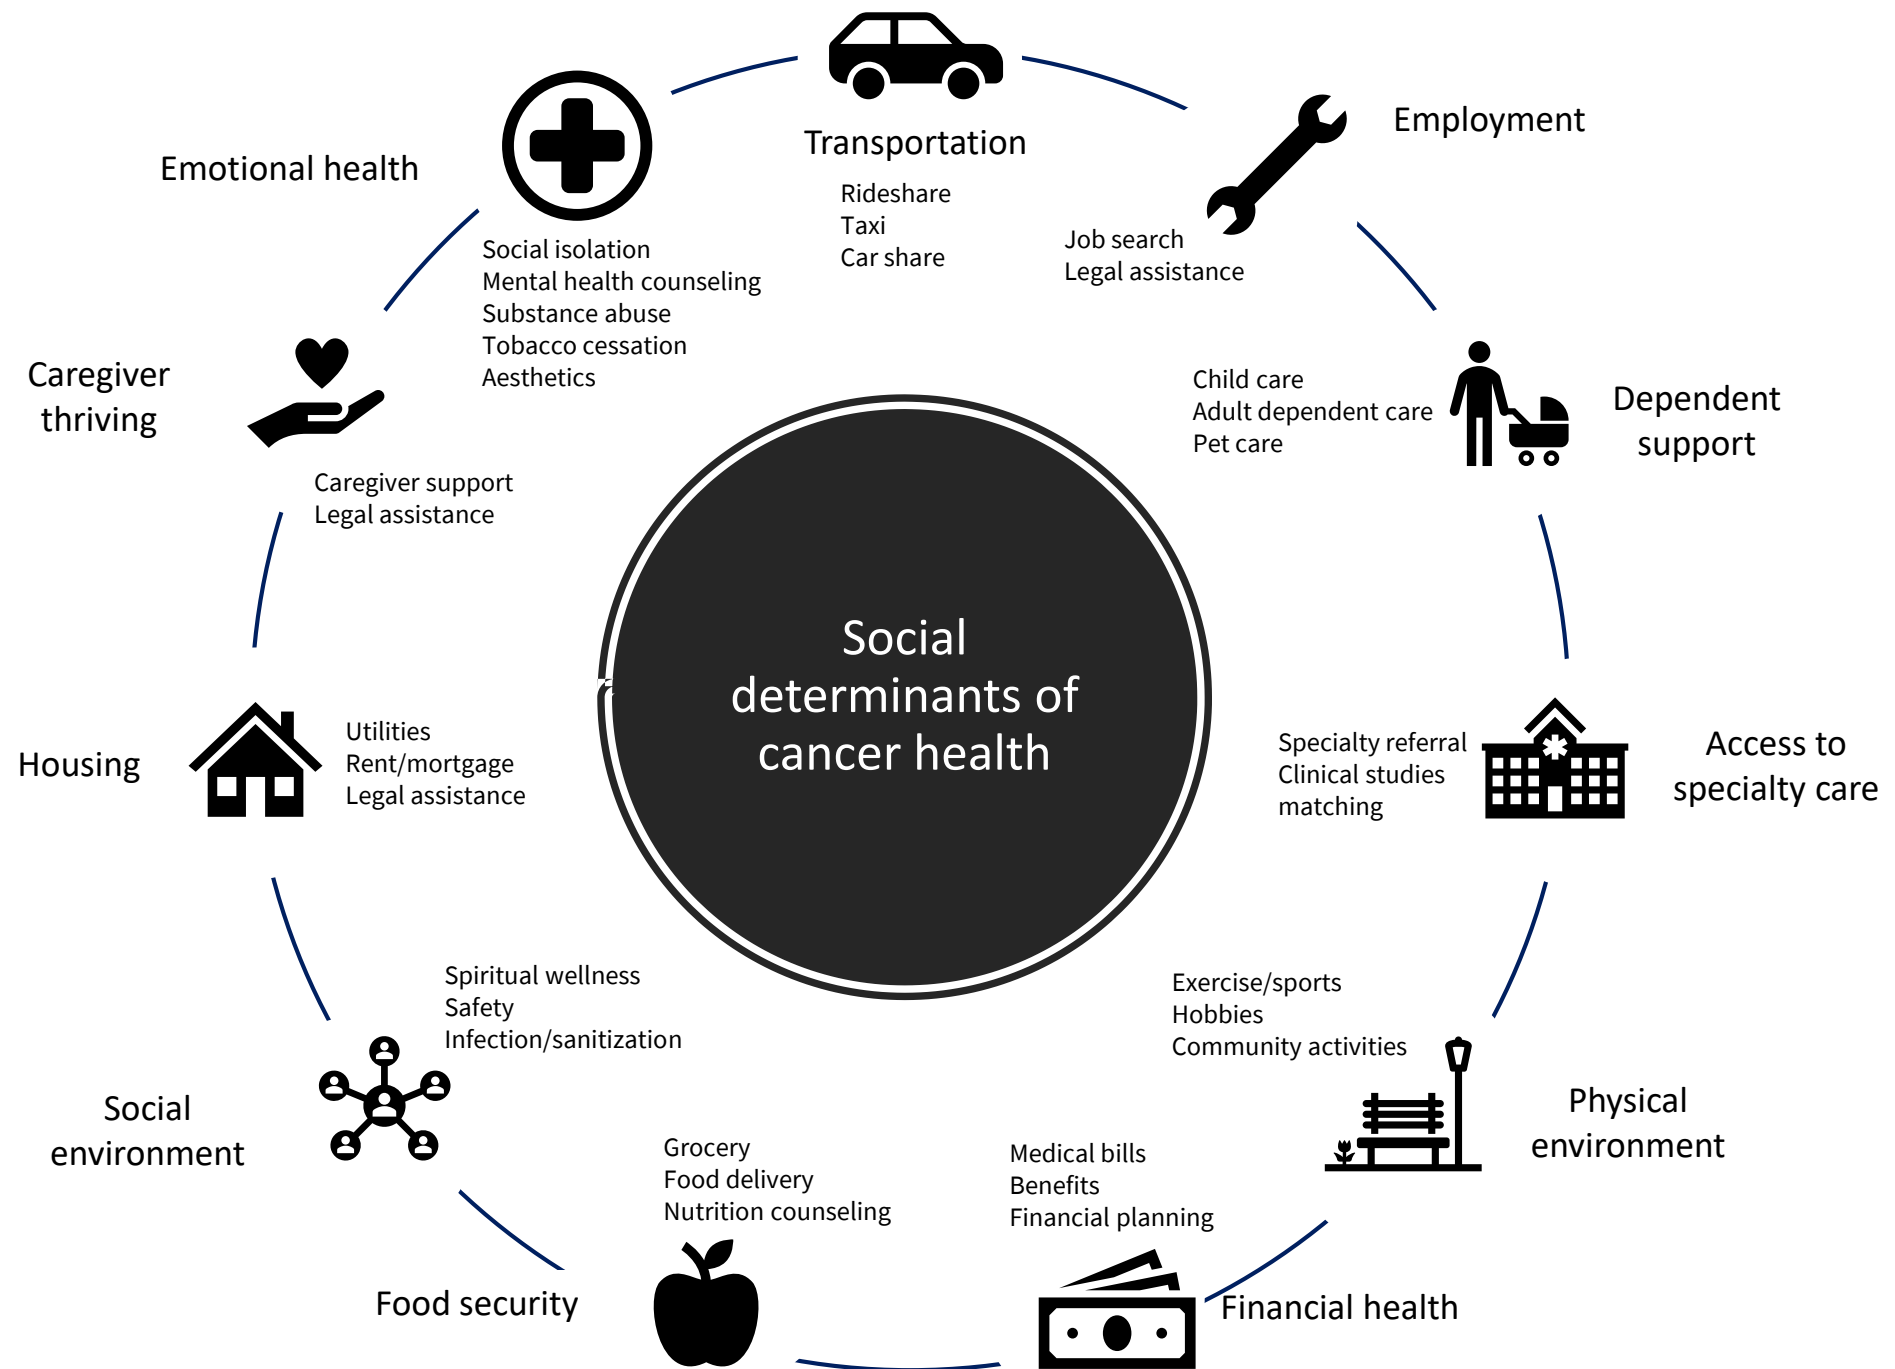 Transportation
Rideshare
Taxi
Car share
Employment
Job search
Legal assistance
Dependent
support
Child care
Adult dependent care
Pet care
Access to
specialty care
Specialty referral
Clinical studies
matching
Physical
environment
Exercise/sports
Hobbies
Community activities
Financial health
Medical bills
Benefits
Financial planning
Food security
Grocery
Food delivery
Nutrition counseling
Social
environment
Spiritual wellness
Safety
Infection/sanitization
Housing
Utilities
Rent/mortgage
Legal assistance
Caregiver
thriving
Caregiver support
Legal assistance
Emotional health
Social isolation
Mental health counseling
Substance abuse
Tobacco cessation
Aesthetics
Social
determinants of
cancer health